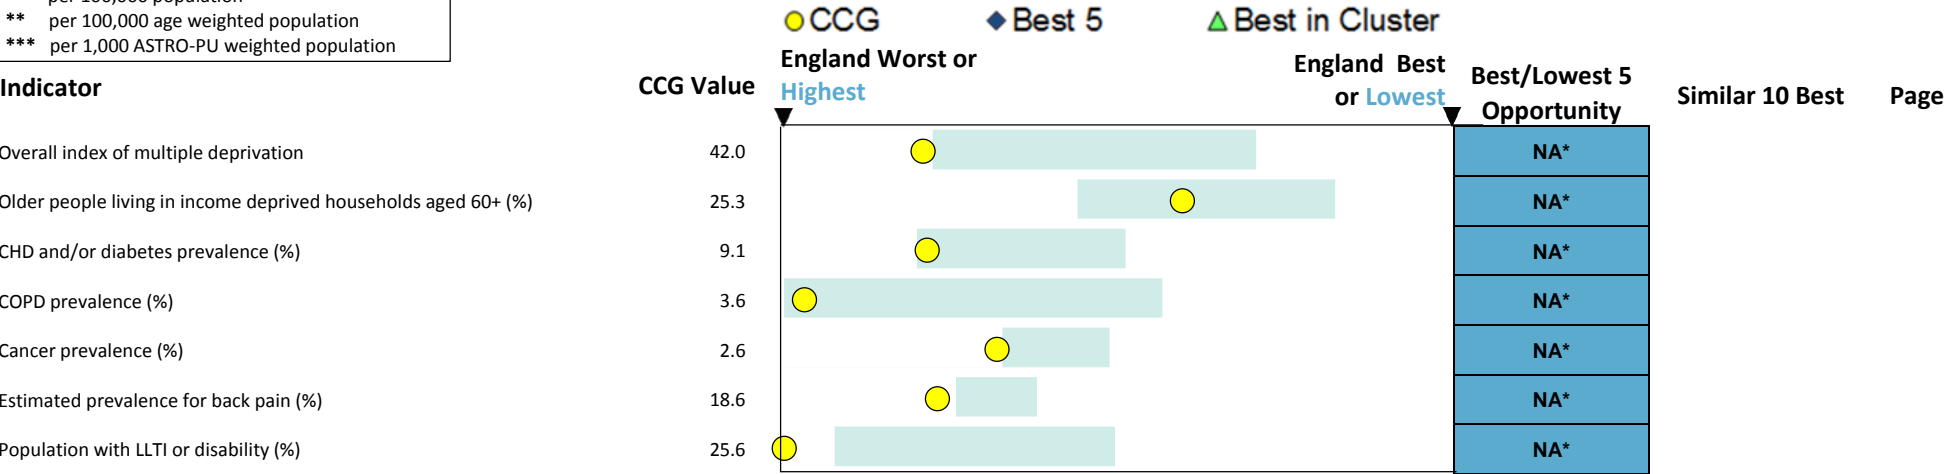 per 100,000 population
** per 100,000 age weighted population
*** per 1,000 ASTRO-PU weighted population
CCG Best 5 Best in Cluster
Indicator
CCG Value
England Worst or
Highest
England Best
or Lowest
Best/Lowest 5
Opportunity
Similar 10 Best
Page
Overall index of multiple deprivation 42.0 NA*
Older people living in income deprived households aged 60+ (%) 25.3 NA*
CHD and/or diabetes prevalence (%) 9.1 NA*
COPD prevalence (%) 3.6 NA*
Cancer prevalence (%) 2.6 NA*
Estimated prevalence for back pain (%) 18.6 NA*
Population with LLTI or disability (%) 25.6 NA*